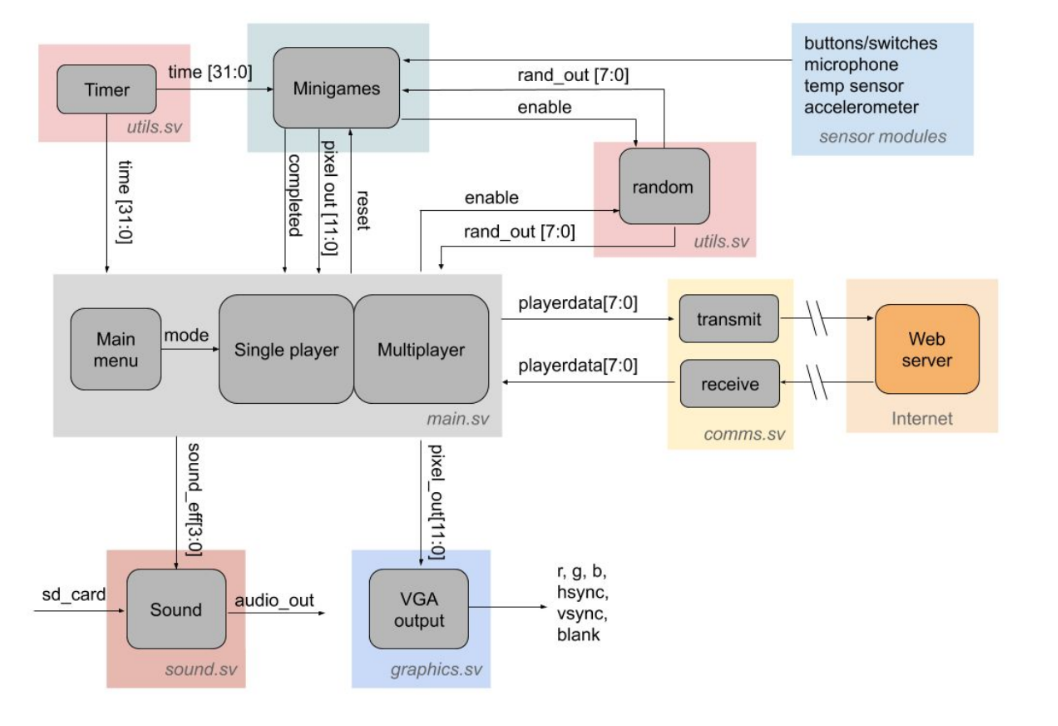 buttons/switches
microphone
temp sensor
accelerometer
sensor modules
Timer
utils.sv
time [31:0]
Minigames
rand_out [7:0]
enable
time [31:0]
completed
pixel out [11:0]
reset
random
utils.sv
enable
rand_out [7:0]
Main
menu
mode
Single player
Multiplayer
main.sv
playerdata[7:0]
playerdata[7:0]
transmit
receive
comms.sv
Web
server
Internet
sound_eff[3:0]
pixel_out[11:0]
sd_card
Sound
audio_out
sound.sv
VGA
output
graphics.sv
r, g, b,
hsync,
vsync,
blank